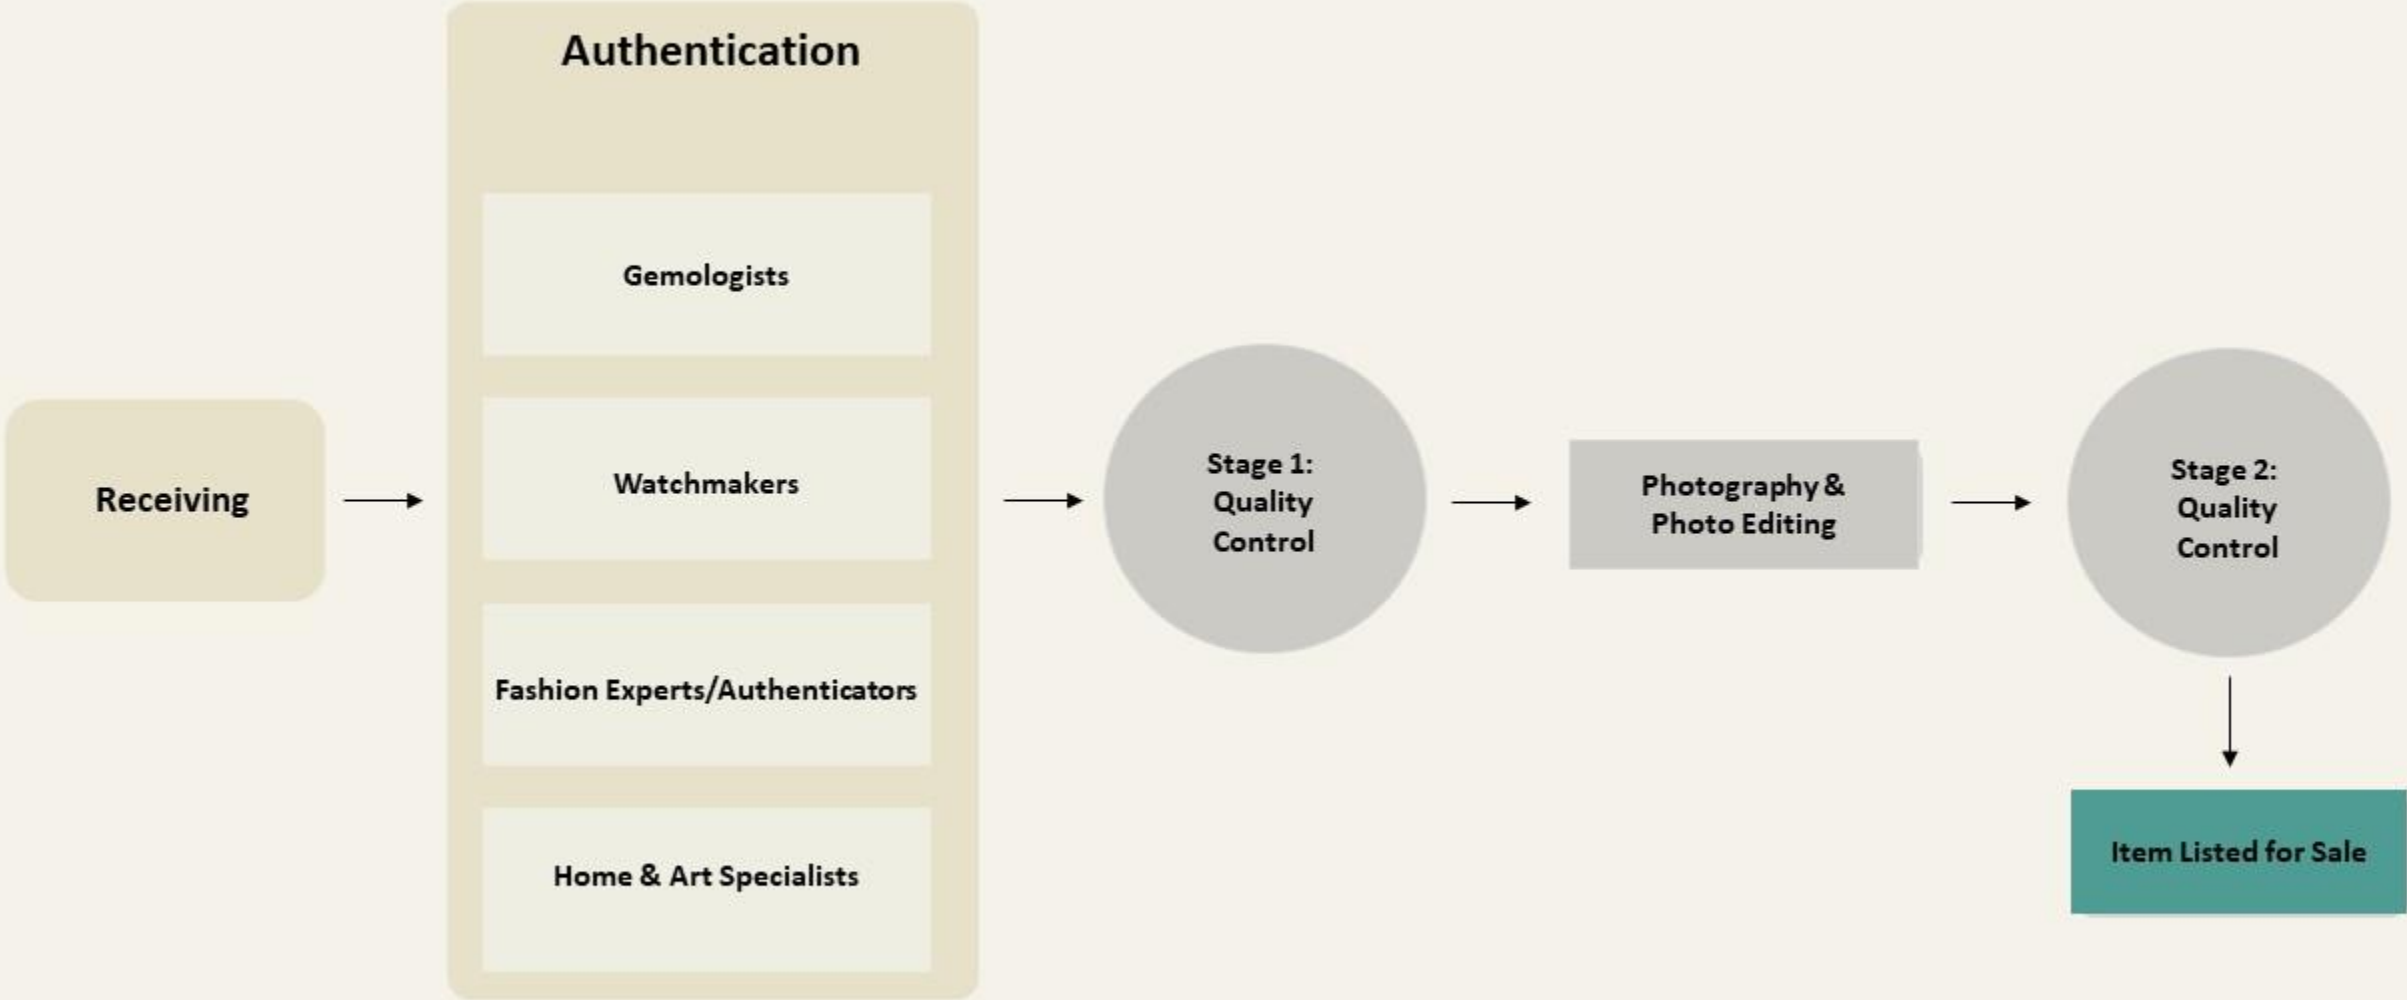 Authentication
Gemologists
Watchmakers
Fashion Experts/Authenticators
Home & Art Specialists
Receiving
Stage 1:
Quality
Control
Photography &
Photo Editing
Stage 2:
Quality
Control
Item Listed for Sale